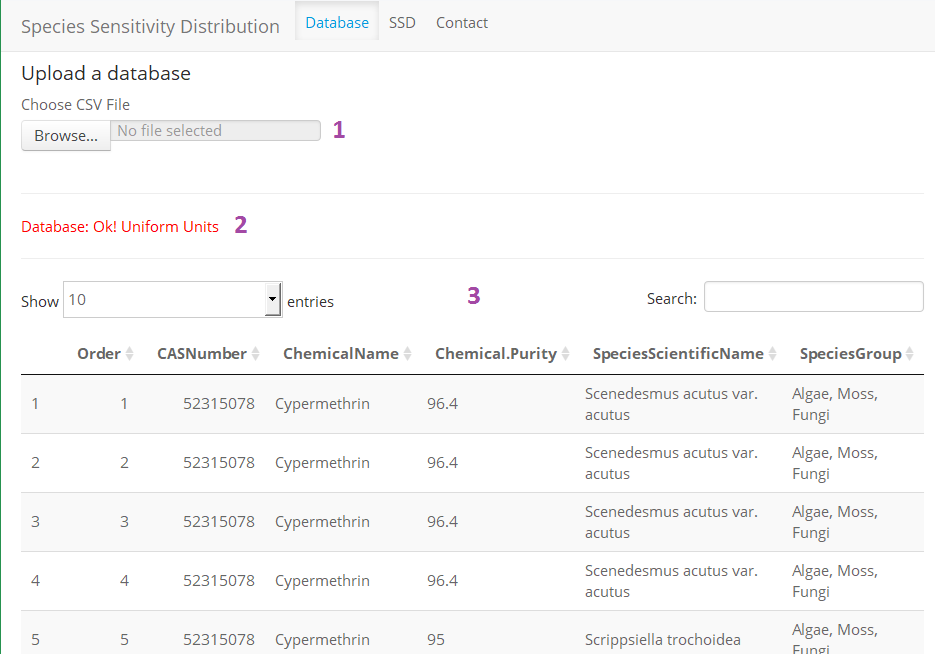 Species Sensitivity Distribution Database SSD Contact
Upload a database
Choose CSV File
Browse... No file selected 1
Database: Ok! Uniform Units 2
Show 10 entries 3 Search:
Order CASNumber ChemicalName Chemical.Purity SpeciesScientificName SpeciesGroup
1 1 52315078 Cypermethrin 96.4 Scenedesmus acutus var. Algae, Moss,
acutus Fungi
2 2 52315078 Cypermethrin 96.4 Scenedesmus acutus var. Algae, Moss,
acutus Fungi
3 3 52315078 Cypermethrin 96.4 Scenedesmus acutus var. Algae, Moss,
acutus Fungi
4 4 52315078 Cypermethrin 96.4 Scenedesmus acutus var. Algae, Moss,
acutus Fungi
5 5 52315078 Cypermethrin 95 Scrippsiella trochoidea Algae, Moss,
Fungi